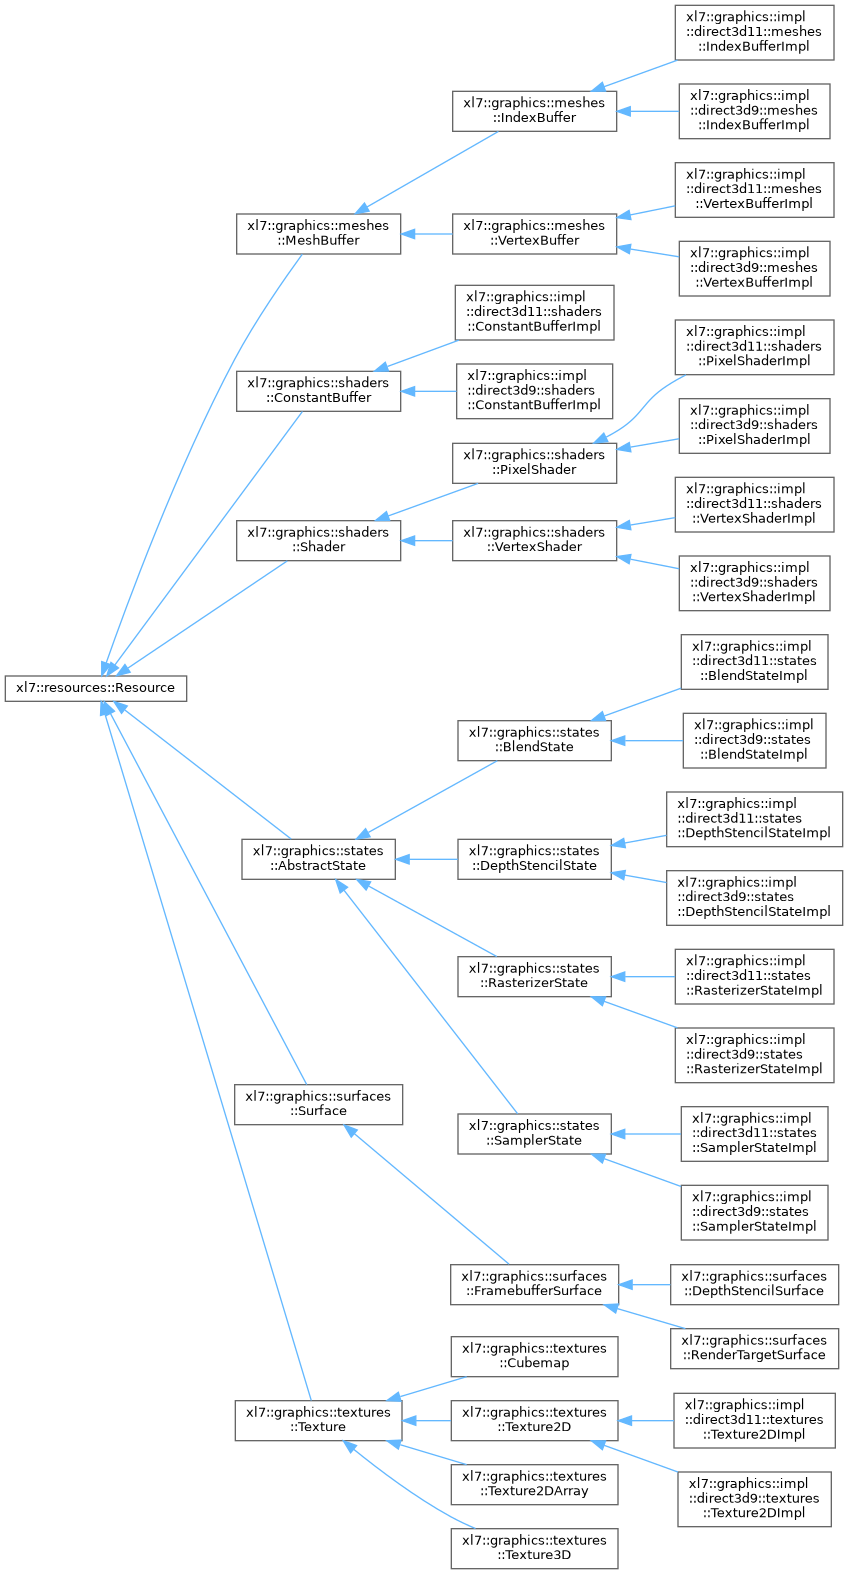 xl7::graphics::impl
::direct3d11::meshes
::IndexBufferImpl
xl7::graphics::meshes
::IndexBuffer
xl7::graphics::impl
::direct3d9::meshes
::IndexBufferImpl
xl7::graphics::impl
::direct3d11::meshes
::VertexBufferImpl
xl7::graphics::meshes
::MeshBuffer
xl7::graphics::meshes
::VertexBuffer
xl7::graphics::impl
::direct3d9::meshes
::VertexBufferImpl
xl7::graphics::impl
::direct3d11::shaders
::ConstantBufferImpl
xl7::graphics::impl
::direct3d11::shaders
::PixelShaderImpl
xl7::graphics::shaders
::ConstantBuffer
xl7::graphics::impl
::direct3d9::shaders
::ConstantBufferImpl
xl7::graphics::impl
::direct3d9::shaders
::PixelShaderImpl
xl7::graphics::shaders
::PixelShader
xl7::graphics::impl
::direct3d11::shaders
::VertexShaderImpl
xl7::graphics::shaders
::Shader
xl7::graphics::shaders
::VertexShader
xl7::graphics::impl
::direct3d9::shaders
::VertexShaderImpl
xl7::resources::Resource
xl7::graphics::impl
::direct3d11::states
::BlendStateImpl
xl7::graphics::states
::BlendState
xl7::graphics::impl
::direct3d9::states
::BlendStateImpl
xl7::graphics::impl
::direct3d11::states
::DepthStencilStateImpl
xl7::graphics::states
::AbstractState
xl7::graphics::states
::DepthStencilState
xl7::graphics::impl
::direct3d9::states
::DepthStencilStateImpl
xl7::graphics::states
::RasterizerState
xl7::graphics::impl
::direct3d11::states
::RasterizerStateImpl
xl7::graphics::impl
::direct3d9::states
::RasterizerStateImpl
xl7::graphics::surfaces
::Surface
xl7::graphics::states
::SamplerState
xl7::graphics::impl
::direct3d11::states
::SamplerStateImpl
xl7::graphics::impl
::direct3d9::states
::SamplerStateImpl
xl7::graphics::surfaces
::FramebufferSurface
xl7::graphics::surfaces
::DepthStencilSurface
xl7::graphics::surfaces
::RenderTargetSurface
xl7::graphics::textures
::Cubemap
xl7::graphics::textures
::Texture
xl7::graphics::textures
::Texture2D
xl7::graphics::impl
::direct3d11::textures
::Texture2DImpl
xl7::graphics::textures
::Texture2DArray
xl7::graphics::impl
::direct3d9::textures
::Texture2DImpl
xl7::graphics::textures
::Texture3D